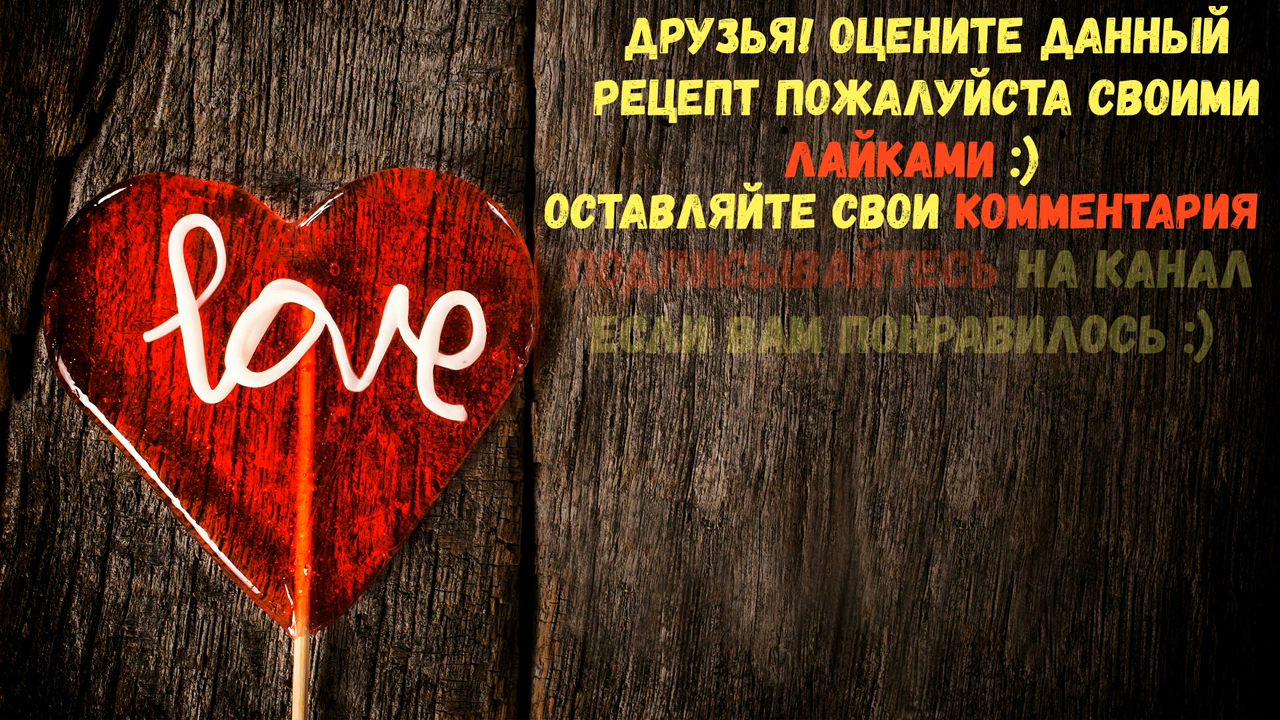 love
ДРУЗЬЯ! ОЦЕНИТЕ ДАННЫЙ
РЕЦЕПТ ПОЖАЛУЙСТА СВОИМИ
ЛАЙКАМИ :)
ОСТАВЛЯЙТЕ СВОИ КОММЕНТАРИЯ
ПОДПИСЫВАЙТЕСЬ НА КАНАЛ
ЕСЛИ ВАМ ПОНРАВИЛОСЬ :)